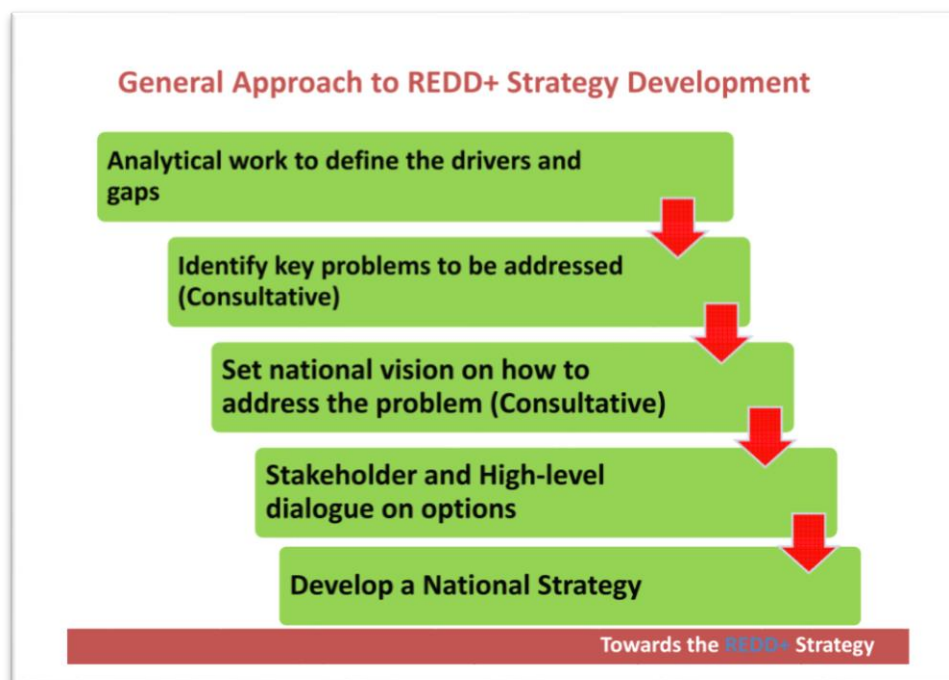 General Approach to REDD+ Strategy Development
Analytical work to define the drivers and
gaps
Identify key problems to be addressed
(Consultative)
Set national vision on how to
address the problem (Consultative)
Stakeholder and High-level
dialogue on options
Develop a National Strategy
Towards the REDD+ Strategy